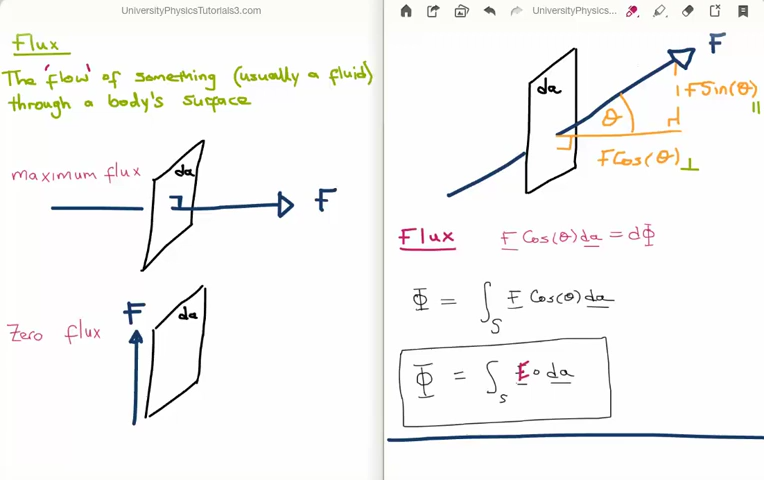 UniversityPhysicsTutorials3.com
Flux
The 'flow' of something (usually a fluid)
through a body's surface
maximum flux
da
F
Zero flux
F
da
UniversityPhysics...
F
da
θ
FSin(θ)
||
FCos(θ) ⊥
Flux F Cos(θ) da = dΦ
Φ = ∫ₛ F Cos(θ) da
Φ = ∫ₛ F∘da